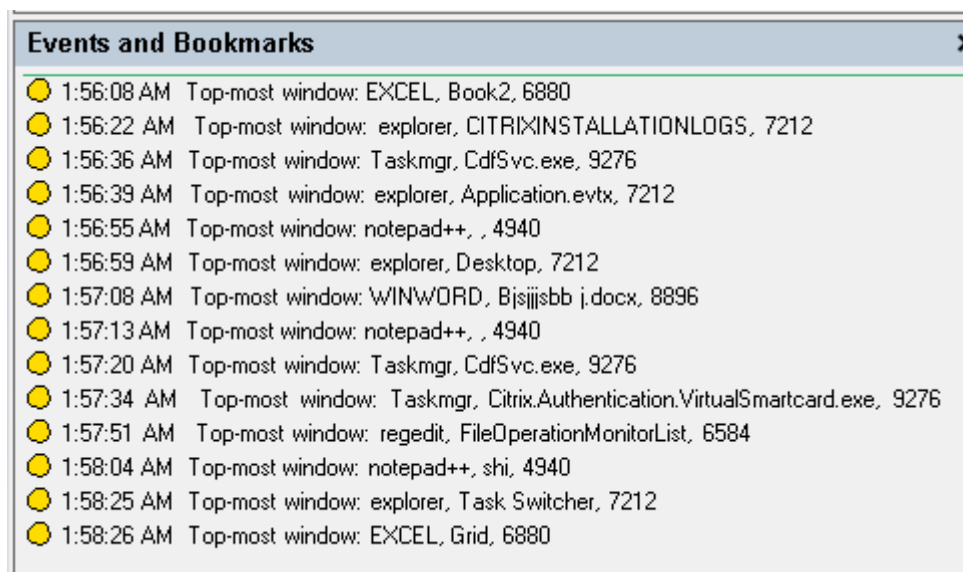 Events and Bookmarks
1:56:08 AM Top-most window: EXCEL, Book2, 6880
1:56:22 AM Top-most window: explorer, CITRIXINSTALLATIONLOGS, 7212
1:56:36 AM Top-most window: Taskmgr, CdfSvc.exe, 9276
1:56:39 AM Top-most window: explorer, Application.evtx, 7212
1:56:55 AM Top-most window: notepad++, , 4940
1:56:59 AM Top-most window: explorer, Desktop, 7212
1:57:08 AM Top-most window: WINWORD, Bjsjjjsbb j.docx, 8896
1:57:13 AM Top-most window: notepad++, , 4940
1:57:20 AM Top-most window: Taskmgr, CdfSvc.exe, 9276
1:57:34 AM Top-most window: Taskmgr, Citrix.Authentication.VirtualSmartcard.exe, 9276
1:57:51 AM Top-most window: regedit, FileOperationMonitorList, 6584
1:58:04 AM Top-most window: notepad++, shi, 4940
1:58:25 AM Top-most window: explorer, Task Switcher, 7212
1:58:26 AM Top-most window: EXCEL, Grid, 6880